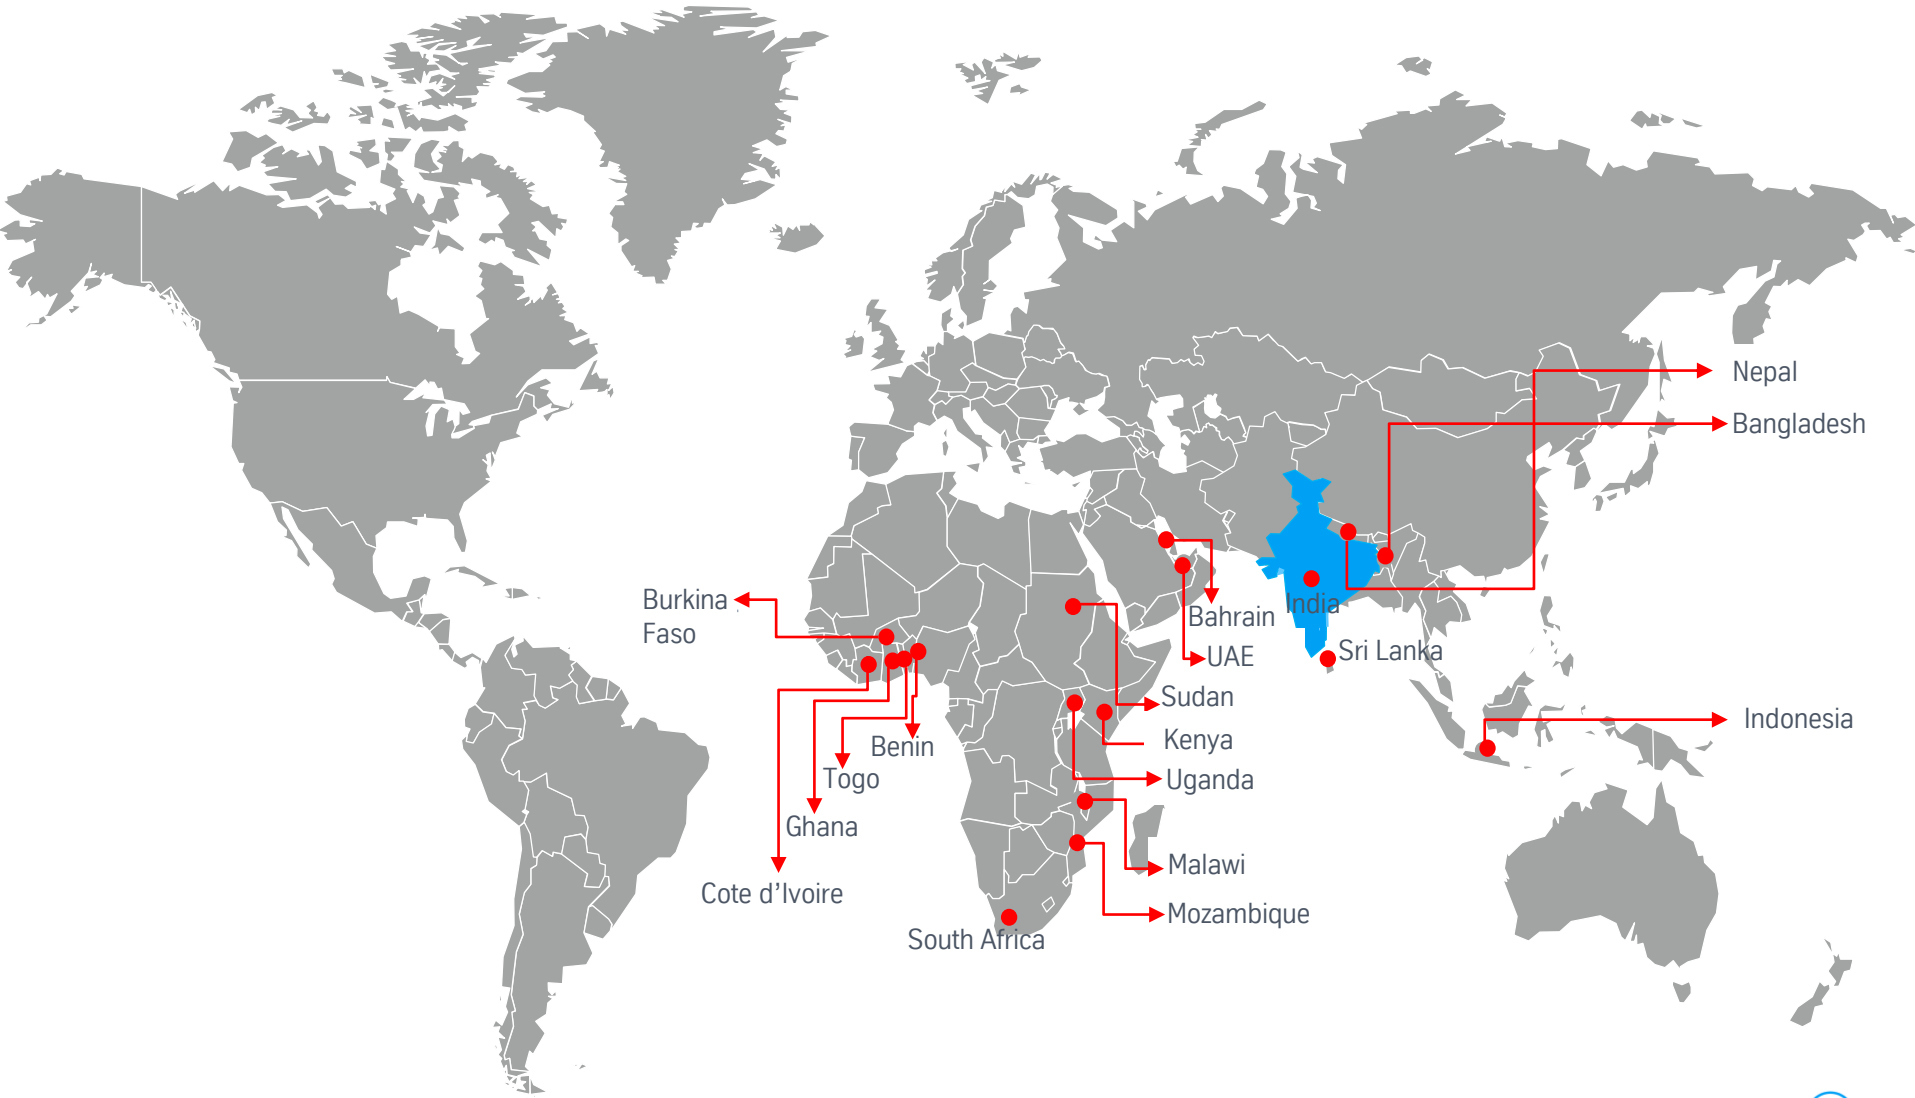 Nepal
Bangladesh
Burkina
Faso
India
Bahrain
Sri Lanka
UAE
Sudan
Indonesia
Kenya
Benin
Togo
Uganda
Ghana
Malawi
Cote d’Ivoire
Mozambique
South Africa